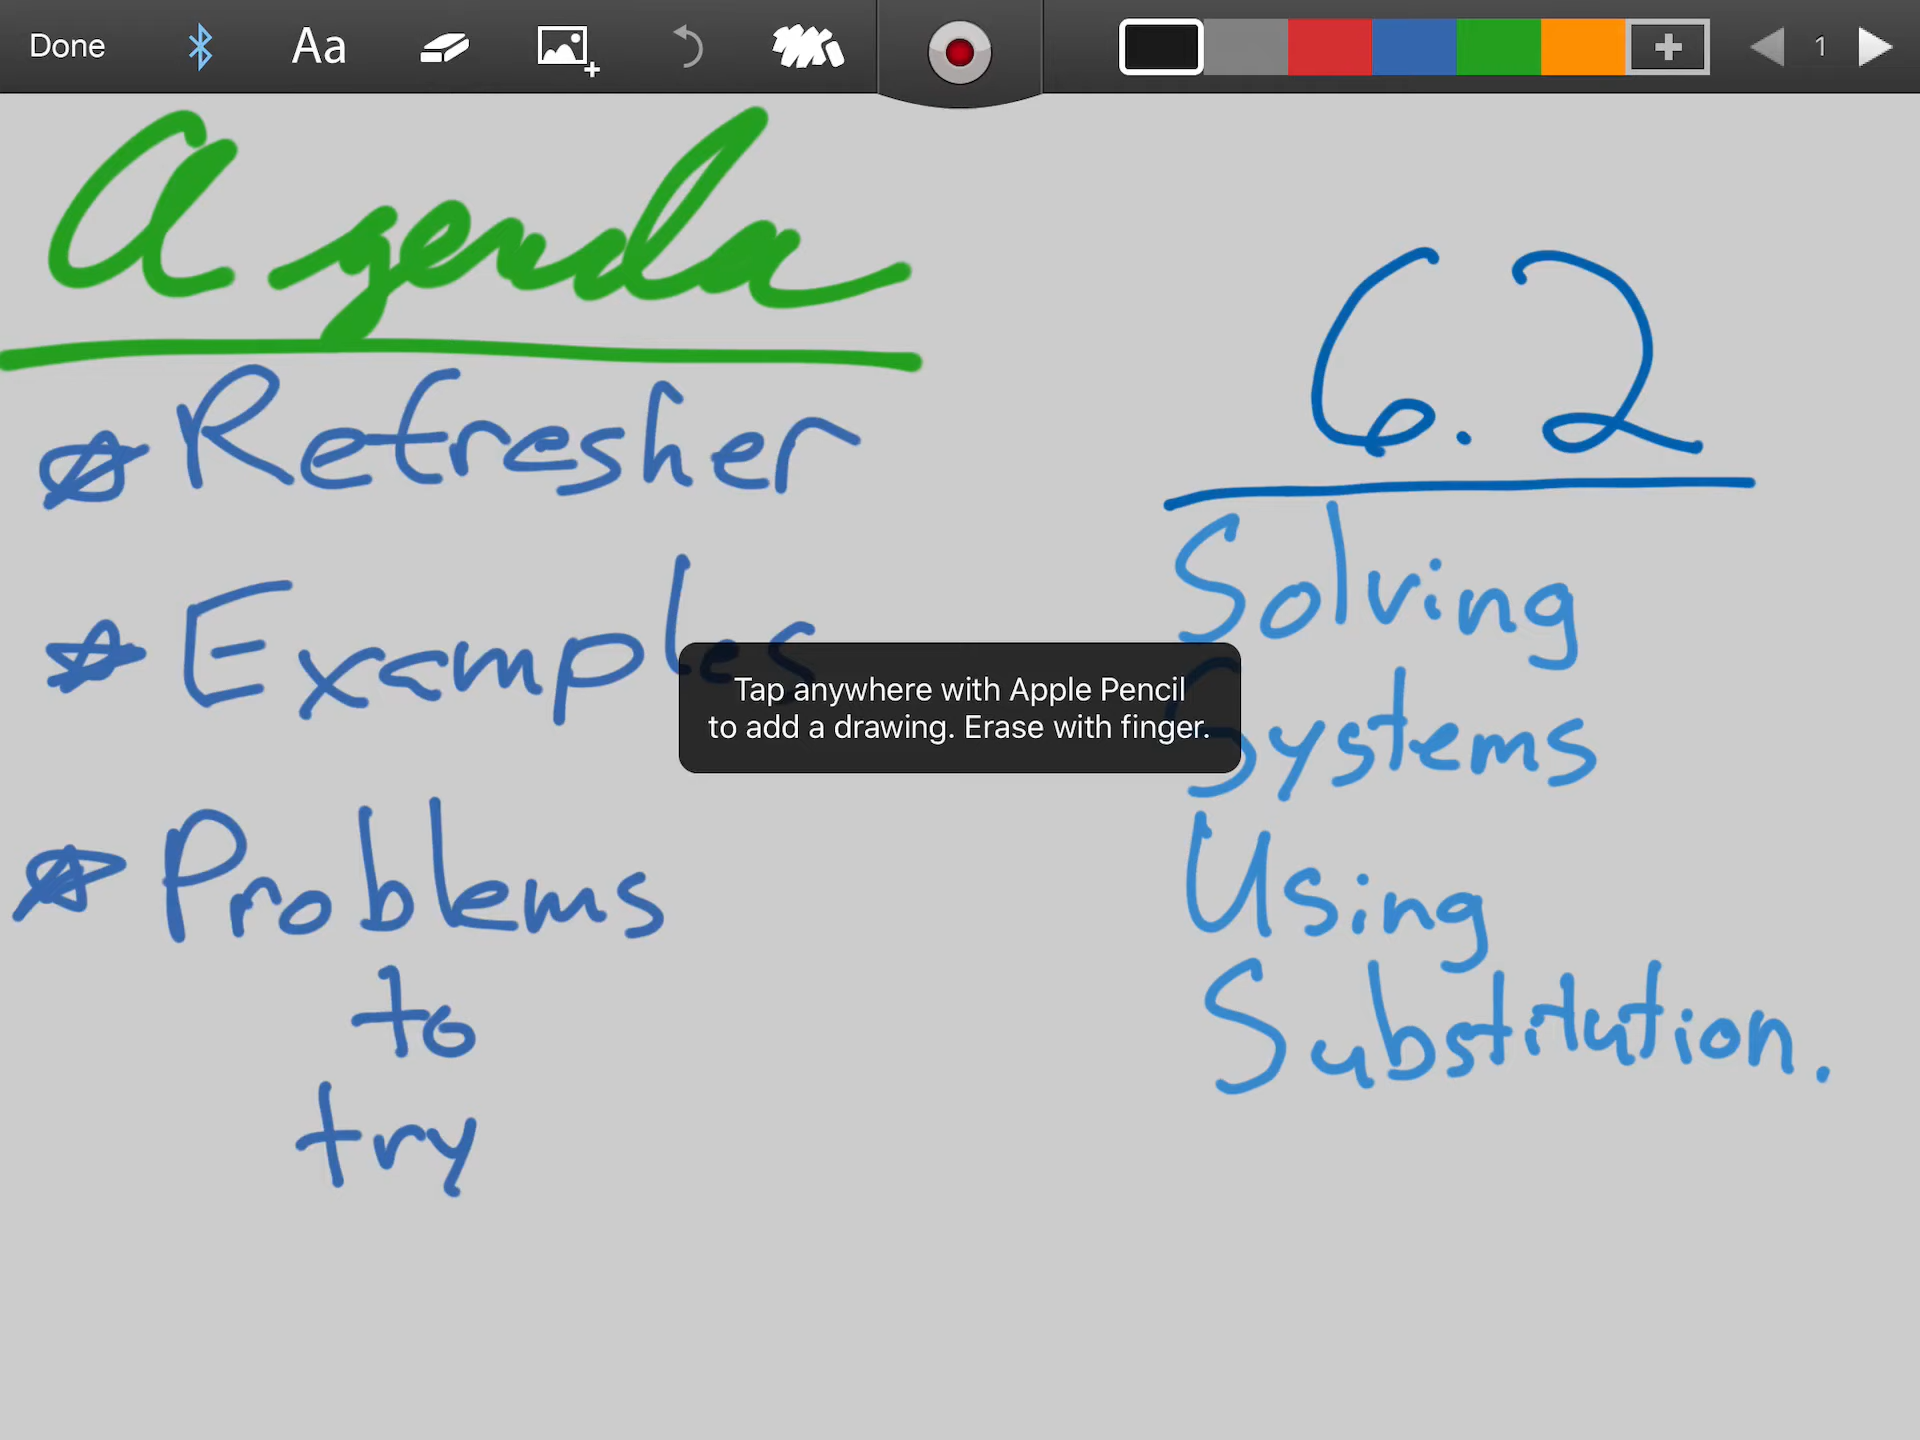 Done Aa 1
Agenda
Refresher
Examples
Problems
to
try
6.2
Solving
Systems
Using
Substitution.
Tap anywhere with Apple Pencil
to add a drawing. Erase with finger.